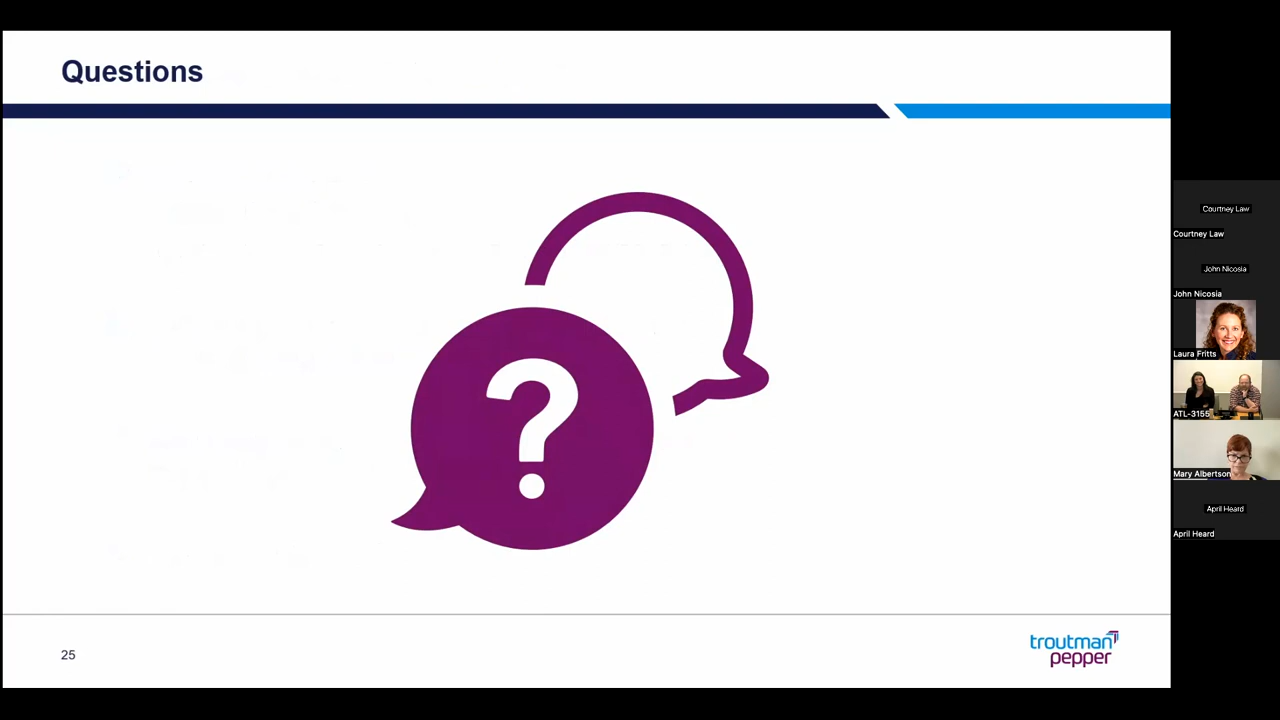 Questions
?
25
troutman
pepper
Courtney Law
Courtney Law
John Nicosia
John Nicosia
Laura Fritts
ATL-3155
Mary Albertson
April Heard
April Heard